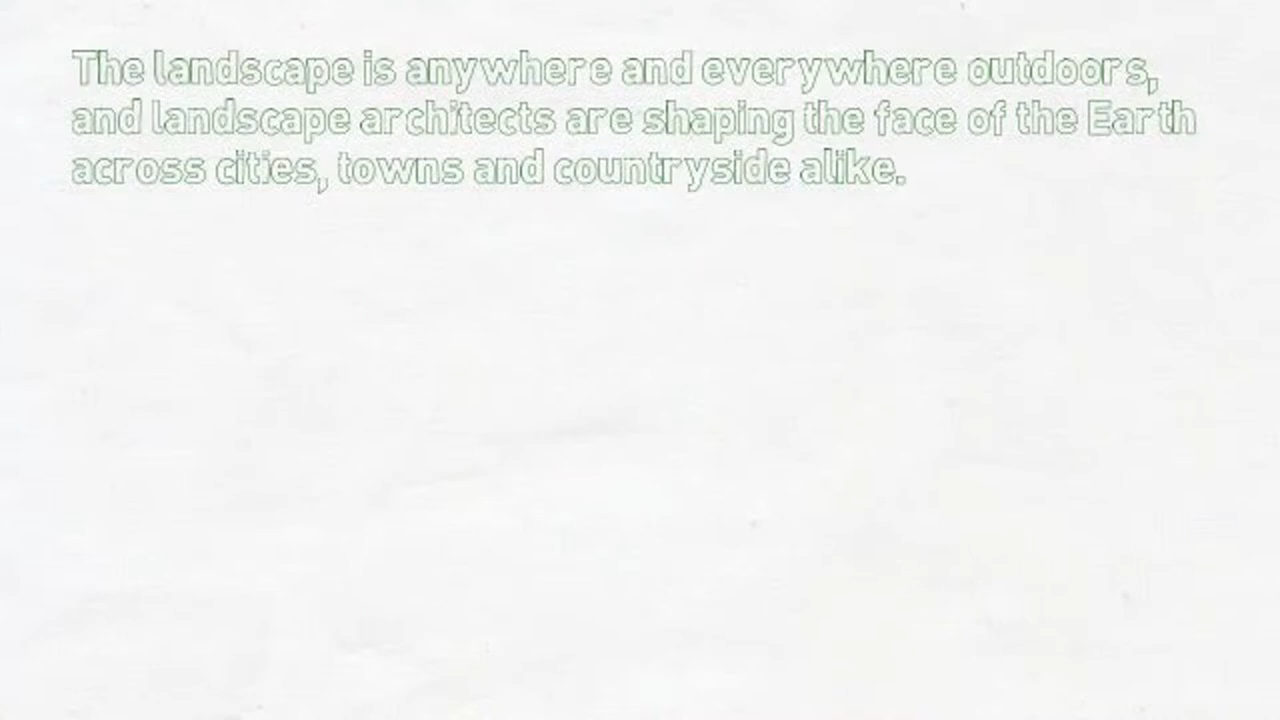 The landscape is anywhere and everywhere outdoors,
and landscape architects are shaping the face of the Earth
across cities, towns and countryside alike.